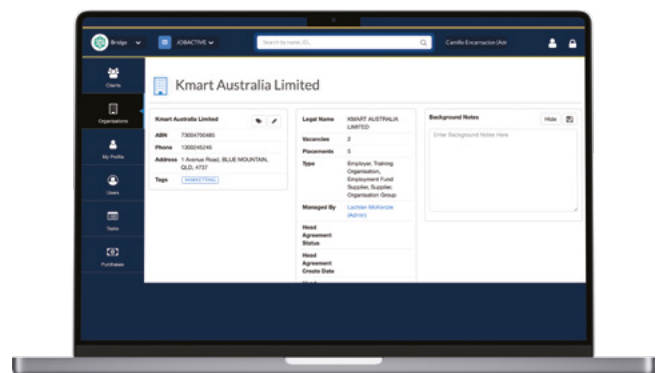 Bridge
JOBACTIVE
Search by name, ID,
Camille Encarnacion (Adr
Clients
Organisations
My Profile
Users
Tasks
Purchases
Kmart Australia Limited
Kmart Australia Limited
ABN 73004700485
Phone 1300245245
Address 1 Avenue Road, BLUE MOUNTAIN,
QLD, 4737
Tags MARKETING
Legal Name KMART AUSTRALIA
LIMITED
Vacancies 2
Placements 5
Type Employer, Training
Organisation,
Employment Fund
Supplier, Supplier,
Organisation Group
Managed By Lachlan McKenzie
(Admin)
Head
Agreement
Status
Head
Agreement
Create Date
Background Notes Hide
Enter Background Notes Here